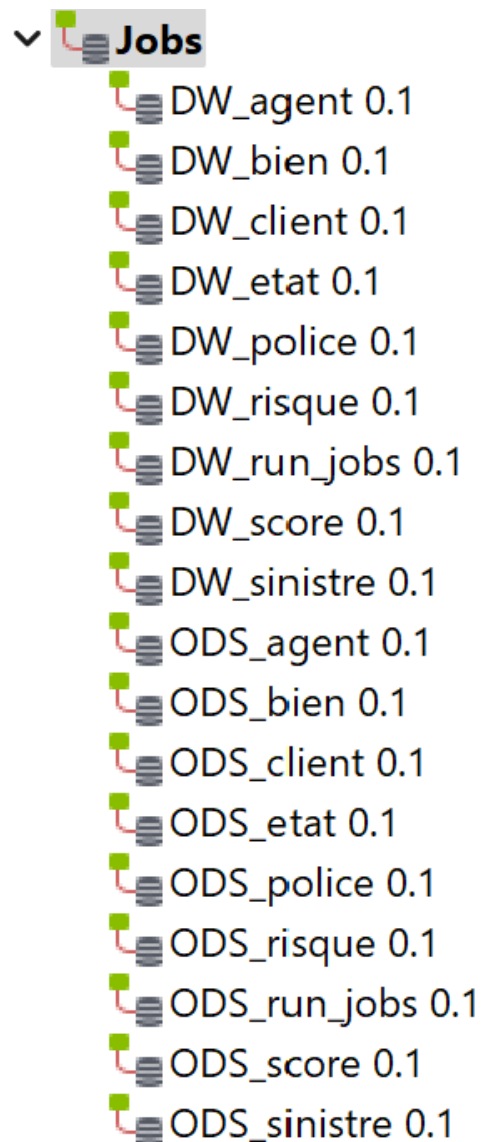 Jobs
DW_agent 0.1
DW_bien 0.1
DW_client 0.1
DW_etat 0.1
DW_police 0.1
DW_risque 0.1
DW_run_jobs 0.1
DW_score 0.1
DW_sinistre 0.1
ODS_agent 0.1
ODS_bien 0.1
ODS_client 0.1
ODS_etat 0.1
ODS_police 0.1
ODS_risque 0.1
ODS_run_jobs 0.1
ODS_score 0.1
ODS_sinistre 0.1